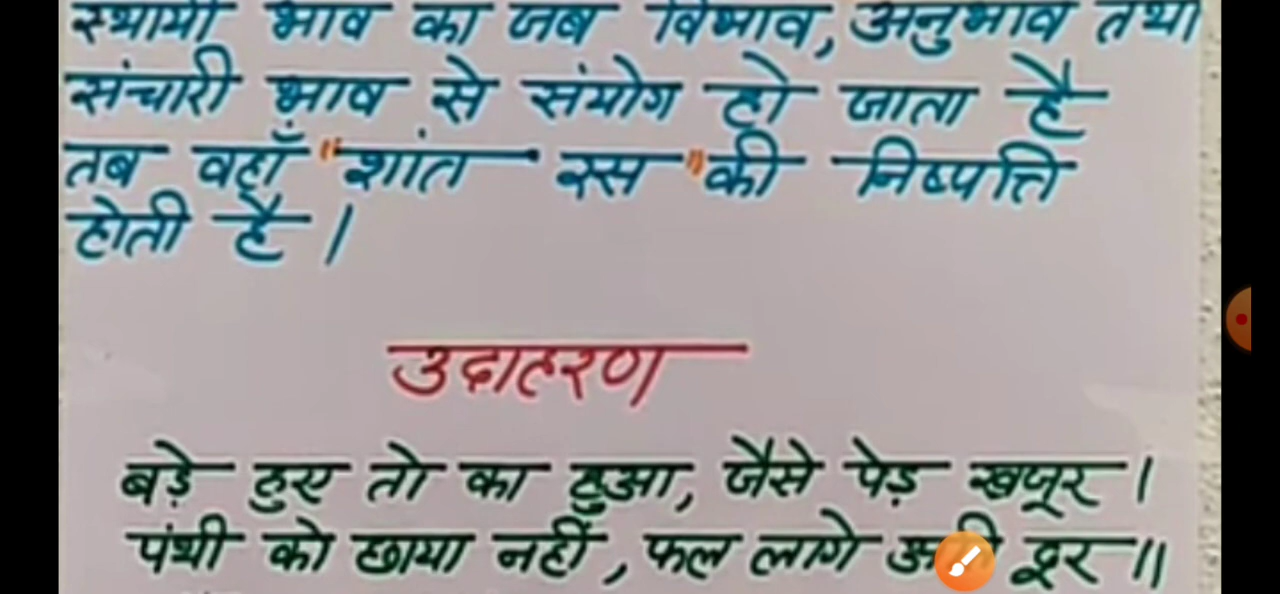 स्थायी भाव का जब विभाव, अनुभाव तथा
संचारी भाव से संयोग हो जाता है
तब वहाँ "शांत रस" की निष्पत्ति
होती है।
उदाहरण
बड़े हुए तो का हुआ, जैसे पेड़ खजूर।
पंथी को छाया नहीं, फल लागे दूर॥